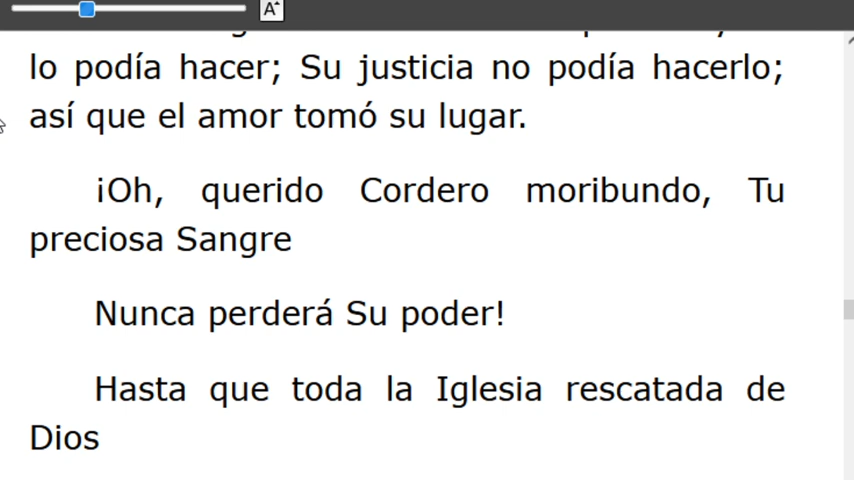 A
lo podía hacer; Su justicia no podía hacerlo;
así que el amor tomó su lugar.
¡Oh, querido Cordero moribundo, Tu
preciosa Sangre
Nunca perderá Su poder!
Hasta que toda la Iglesia rescatada de
Dios